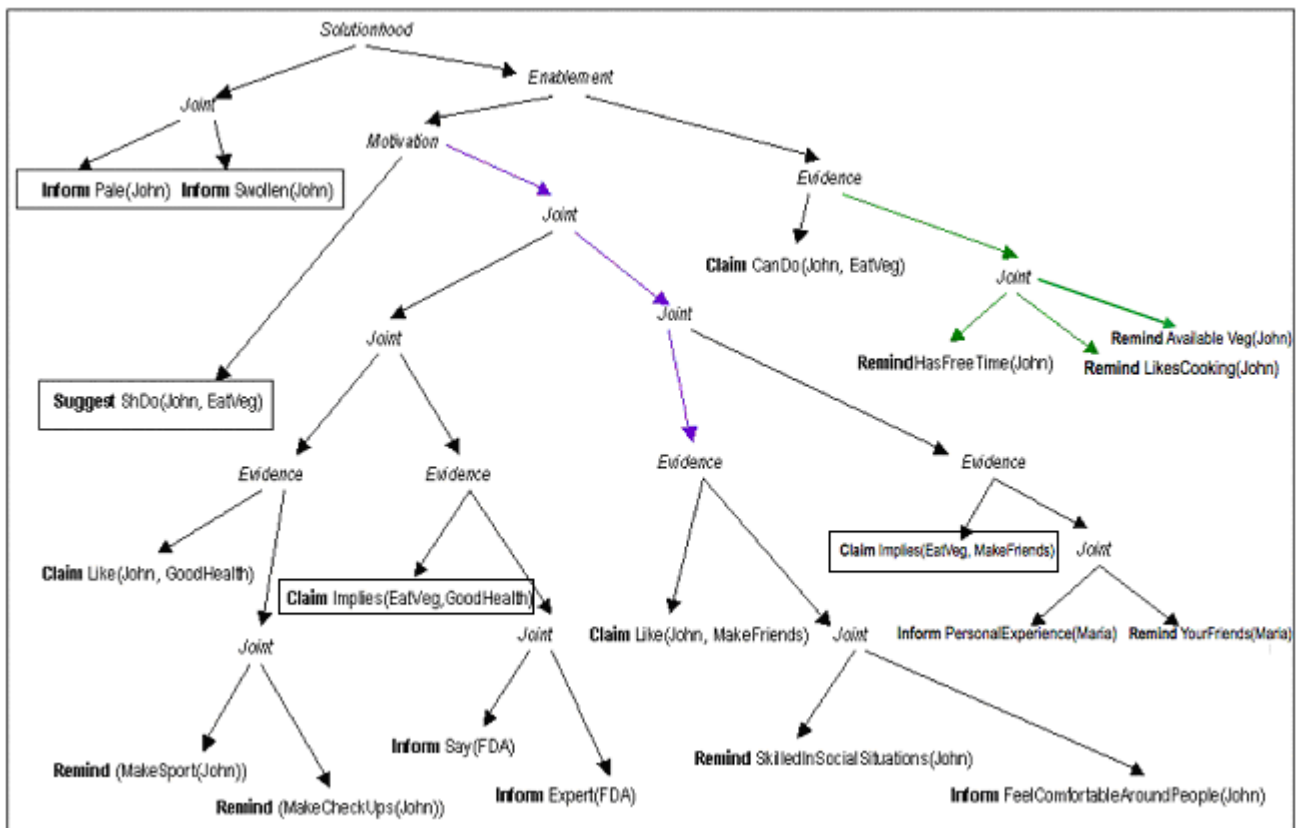 Solutionhood
Enablement
Joint
Motivation
Evidence
Inform Pale(John) Inform Swollen(John)
Joint
Claim CanDo(John, EatVeg)
Joint
Joint
Joint
Remind Available Veg(John)
RemindHasFreeTime(John)
Remind LikesCooking(John)
Suggest ShDo(John, EatVeg)
Evidence
Evidence
Evidence
Evidence
Claim Implies(EatVeg, MakeFriends)
Joint
Claim Like(John, GoodHealth)
Claim Implies(EatVeg,GoodHealth)
Claim Like(John, MakeFriends)
Joint
Inform PersonalExperience(Maria)
Remind YourFriends(Maria)
Joint
Joint
Inform Say(FDA)
Remind SkilledInSocialSituations(John)
Remind (MakeSport(John))
Remind (MakeCheckUps(John))
Inform Expert(FDA)
Inform FeelComfortableAroundPeople(John)